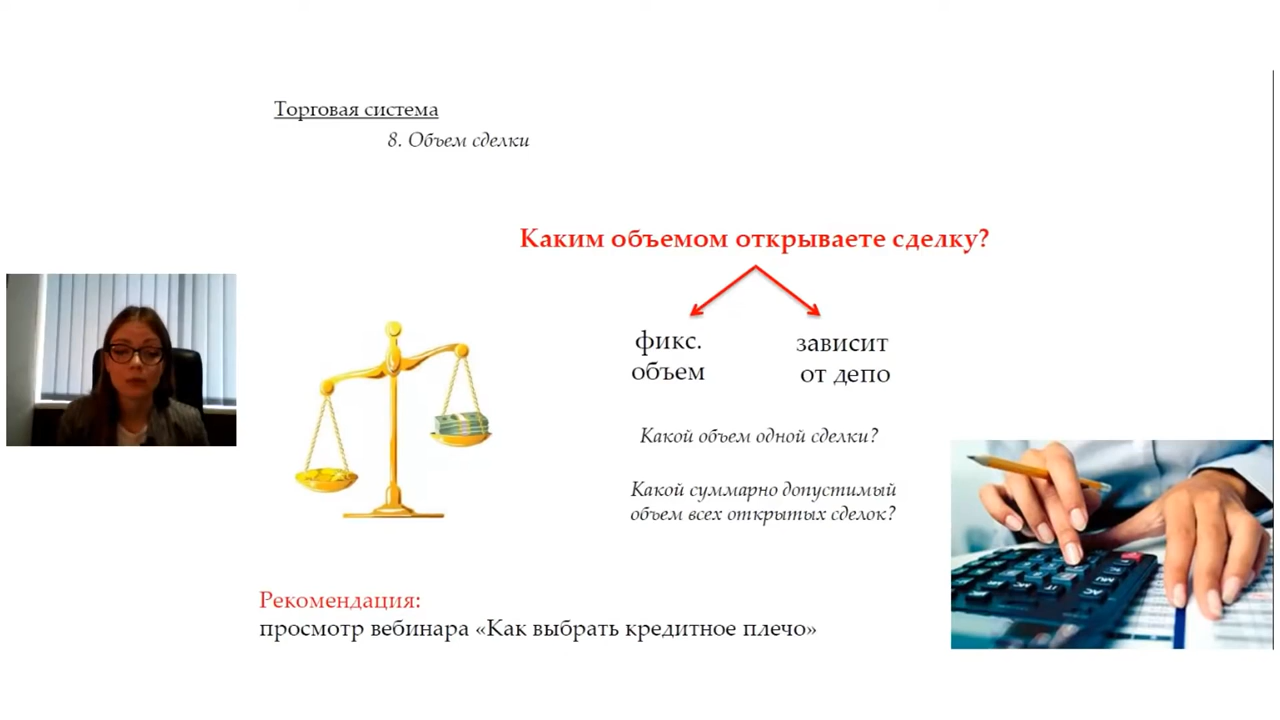 Торговая система
8. Объем сделки
Каким объемом открываете сделку?
фикс.
объем
зависит
от депо
Какой объем одной сделки?
Какой суммарно допустимый
объем всех открытых сделок?
Рекомендация:
просмотр вебинара «Как выбрать кредитное плечо»